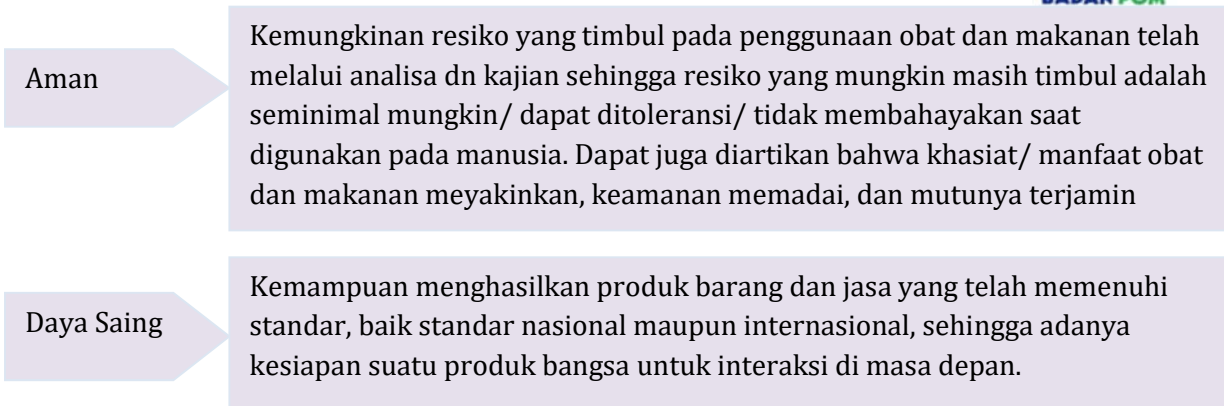 BADAN POM
Aman
Kemungkinan resiko yang timbul pada penggunaan obat dan makanan telah
melalui analisa dn kajian sehingga resiko yang mungkin masih timbul adalah
seminimal mungkin/ dapat ditoleransi/ tidak membahayakan saat
digunakan pada manusia. Dapat juga diartikan bahwa khasiat/ manfaat obat
dan makanan meyakinkan, keamanan memadai, dan mutunya terjamin
Daya Saing
Kemampuan menghasilkan produk barang dan jasa yang telah memenuhi
standar, baik standar nasional maupun internasional, sehingga adanya
kesiapan suatu produk bangsa untuk interaksi di masa depan.